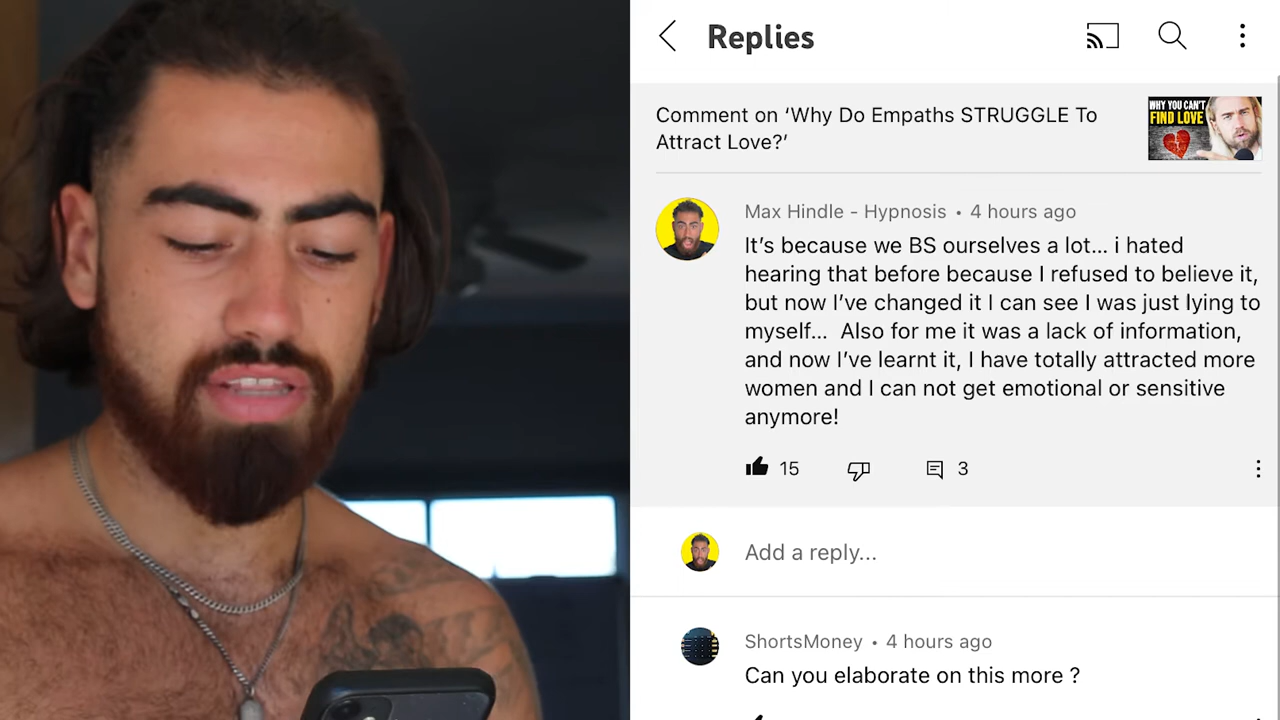 Replies
Comment on ‘Why Do Empaths STRUGGLE To
Attract Love?’
WHY YOU CAN'T
FIND LOVE
Max Hindle - Hypnosis • 4 hours ago
It’s because we BS ourselves a lot... i hated
hearing that before because I refused to believe it,
but now I’ve changed it I can see I was just lying to
myself...  Also for me it was a lack of information,
and now I’ve learnt it, I have totally attracted more
women and I can not get emotional or sensitive
anymore!
15
3
Add a reply...
ShortsMoney • 4 hours ago
Can you elaborate on this more ?